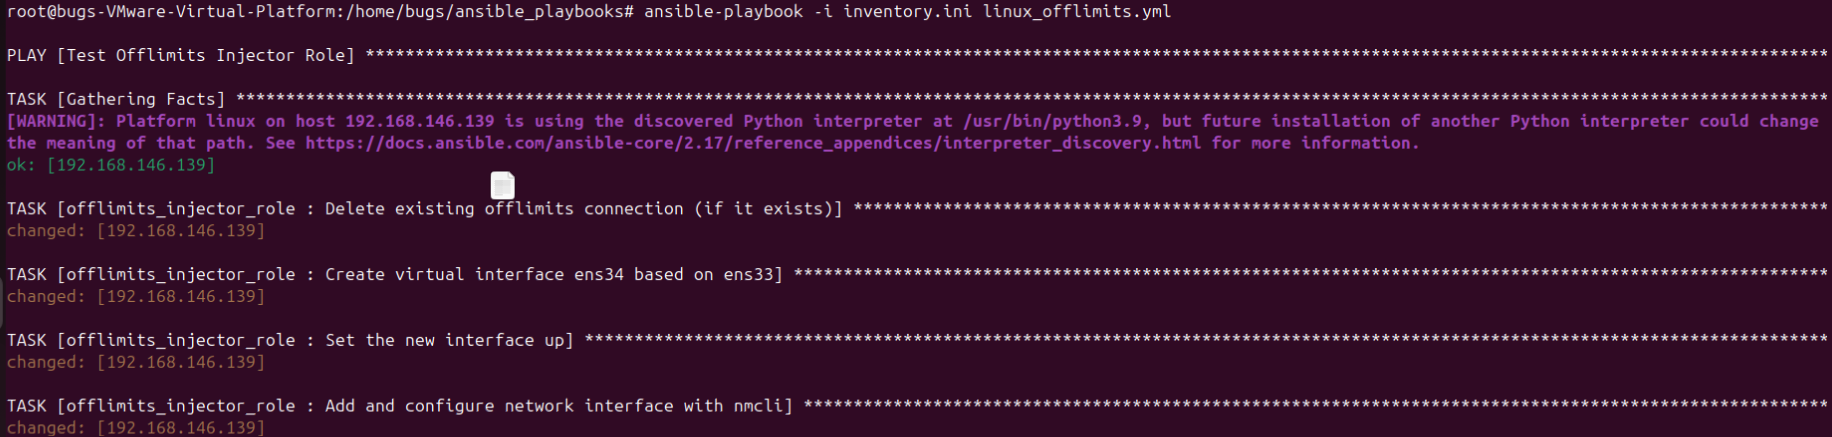 root@bugs-VMware-Virtual-Platform:/home/bugs/ansible_playbooks# ansible-playbook -i inventory.ini linux_offlimits.yml
PLAY [Test Offlimits Injector Role] ***************************************************************************************************************************************************
TASK [Gathering Facts] ****************************************************************************************************************************************************************
[WARNING]: Platform linux on host 192.168.146.139 is using the discovered Python interpreter at /usr/bin/python3.9, but future installation of another Python interpreter could change
the meaning of that path. See https://docs.ansible.com/ansible-core/2.17/reference_appendices/interpreter_discovery.html for more information.
ok: [192.168.146.139]
TASK [offlimits_injector_role : Delete existing offlimits connection (if it exists)] **************************************************************************************************
changed: [192.168.146.139]
TASK [offlimits_injector_role : Create virtual interface ens34 based on ens33] ********************************************************************************************************
changed: [192.168.146.139]
TASK [offlimits_injector_role : Set the new interface up] *****************************************************************************************************************************
changed: [192.168.146.139]
TASK [offlimits_injector_role : Add and configure network interface with nmcli] *******************************************************************************************************
changed: [192.168.146.139]